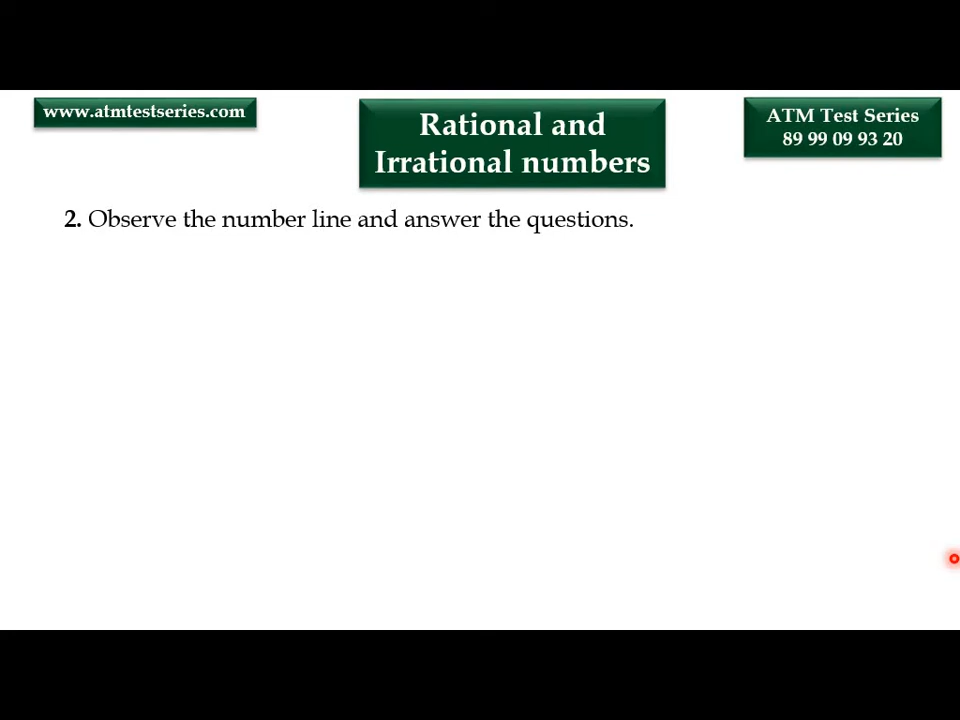 www.atmtestseries.com
Rational and
Irrational numbers
ATM Test Series
89 99 09 93 20
2. Observe the number line and answer the questions.